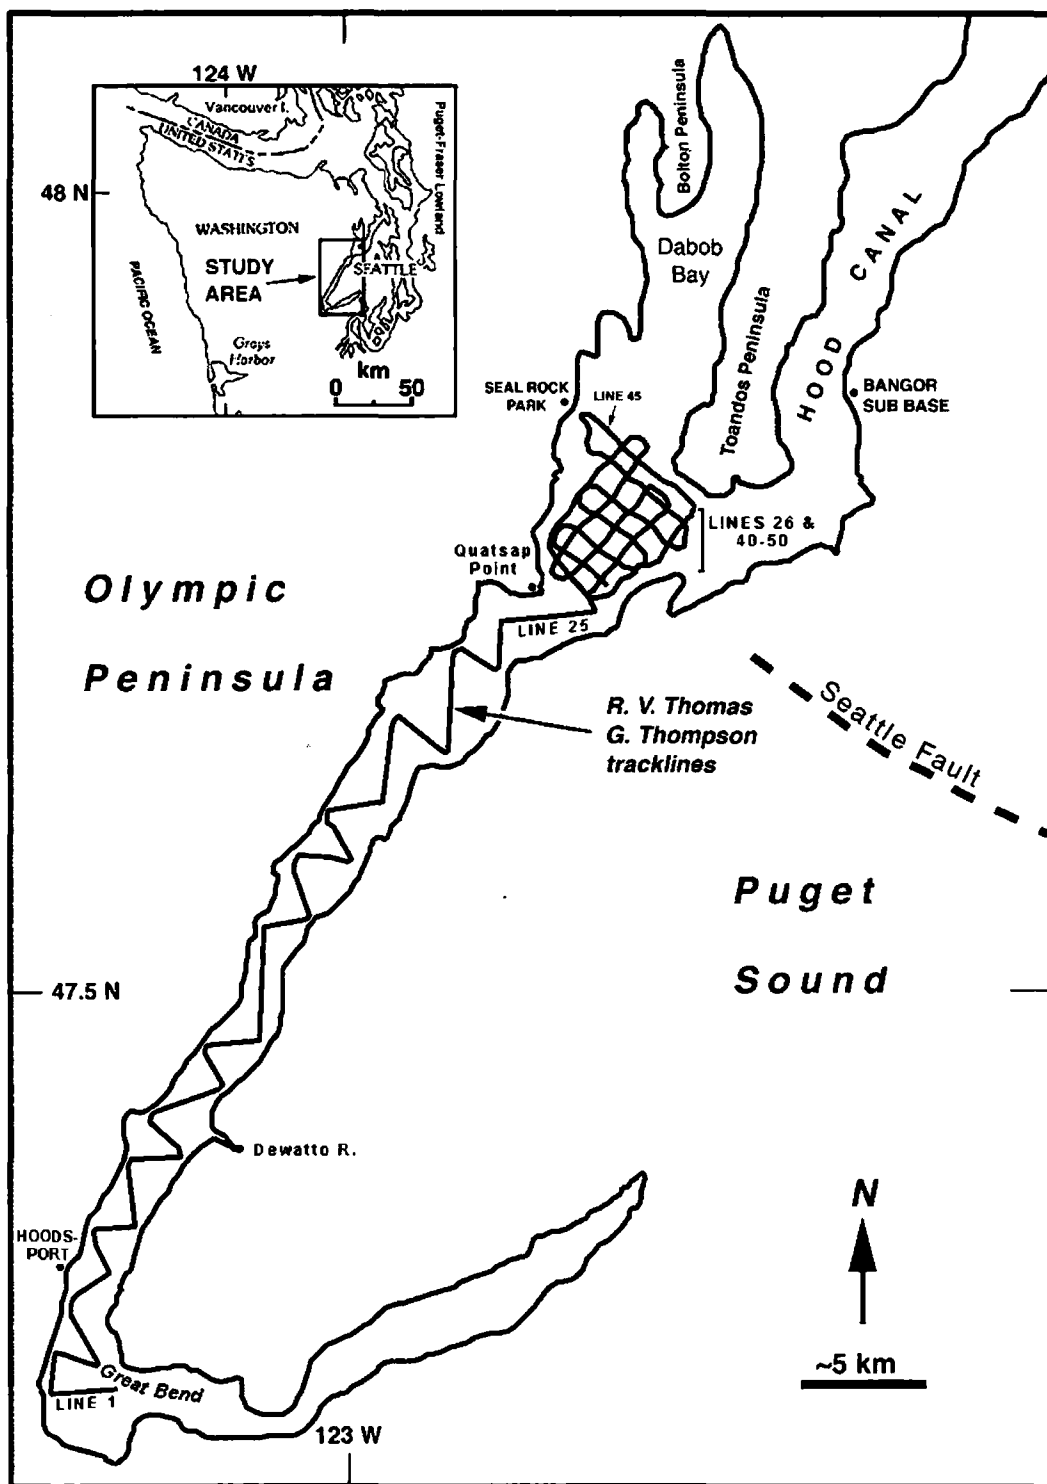 124 W
Vancouver I.
CANADA
UNITED STATES
Puget-Fraser Lowland
48 N
WASHINGTON
STUDY
AREA
SEATTLE
PACIFIC OCEAN
Grays
Harbor
km
0 50
Bolton Peninsula
Dabob
Bay
Toandos Peninsula
HOOD CANAL
SEAL ROCK
PARK
LINE 45
BANGOR
SUB BASE
LINES 26 &
40-50
Quatsap
Point
LINE 25
Olympic
Peninsula
R. V. Thomas
G. Thompson
tracklines
Seattle Fault
Puget
Sound
47.5 N
Dewatto R.
HOODS-
PORT
N
~5 km
Great Bend
LINE 1
123 W